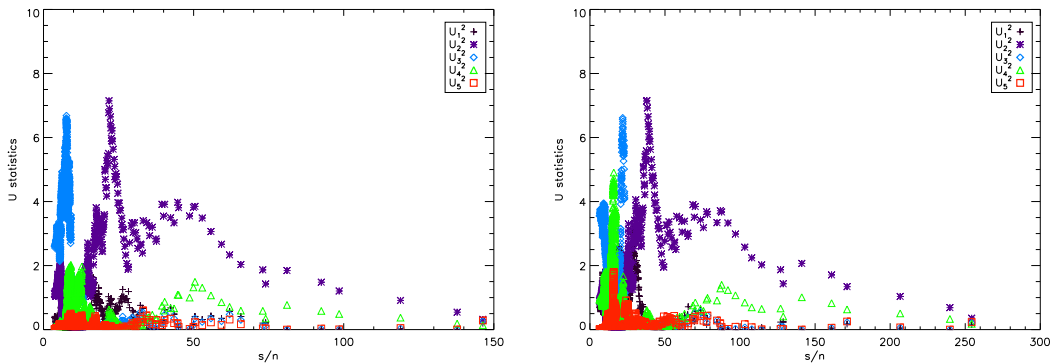 10
8
6
4
2
0
0 50 100 150
U statistics
s/n
U₁² +
U₂² ✱
U₃² ◇
U₄² △
U₅² □
10
8
6
4
2
0
0 50 100 150 200 250 300
U statistics
s/n
U₁² +
U₂² ✱
U₃² ◇
U₄² △
U₅² □